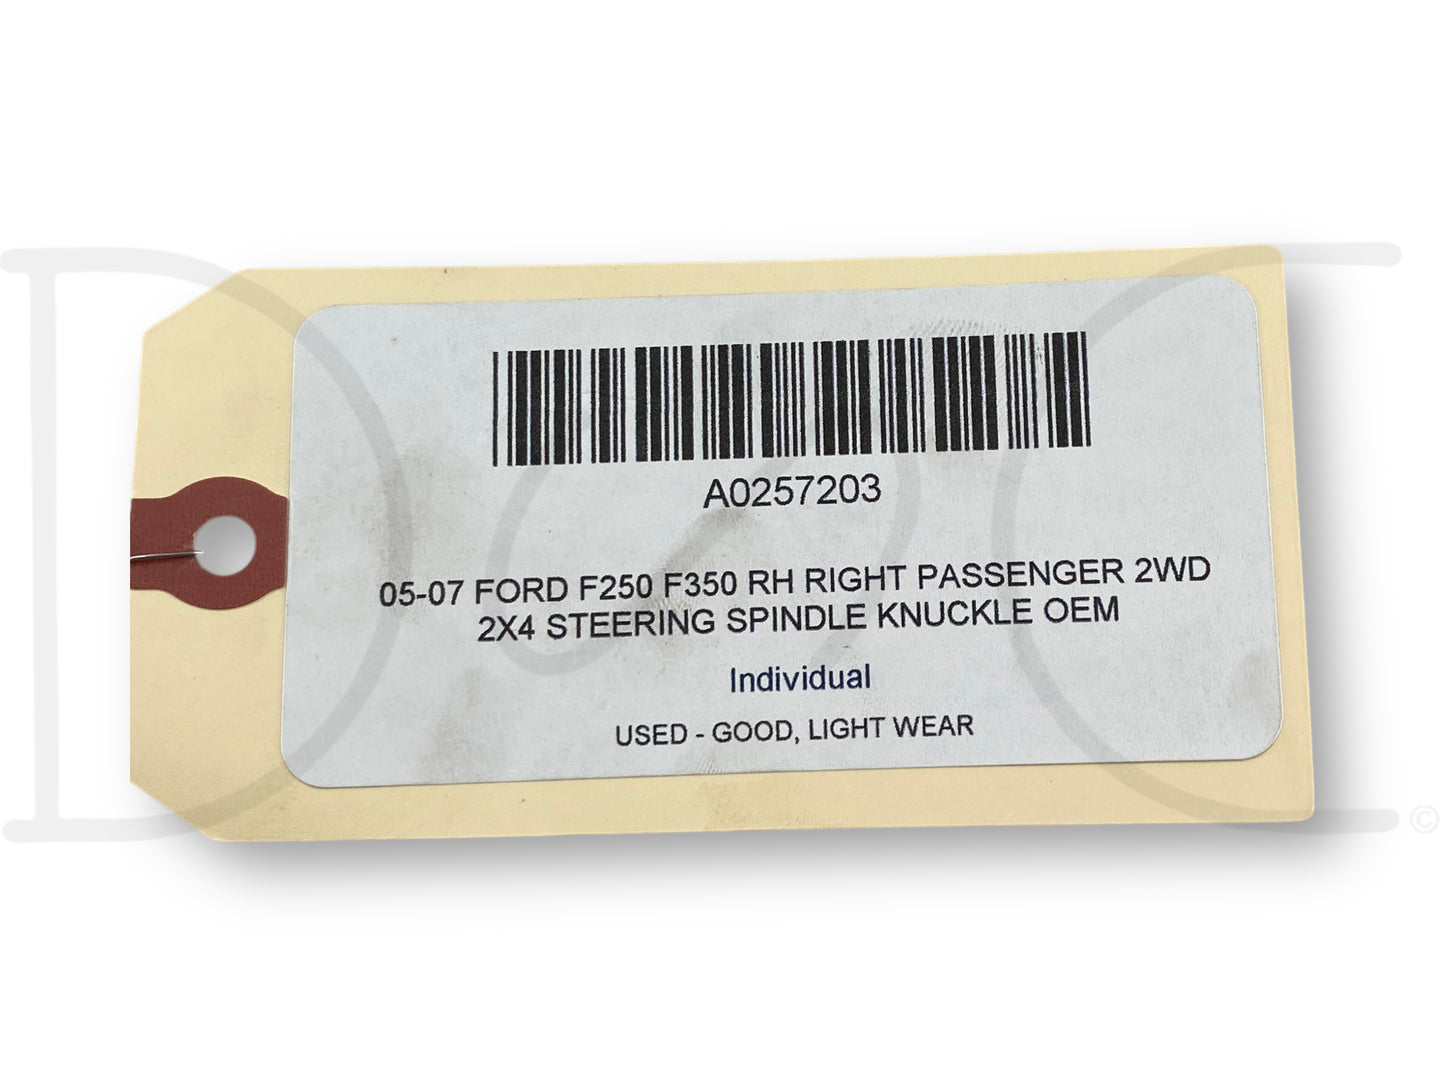 A0257203
05-07 FORD F250 F350 RH RIGHT PASSENGER 2WD
2X4 STEERING SPINDLE KNUCKLE OEM
Individual
USED - GOOD, LIGHT WEAR
©